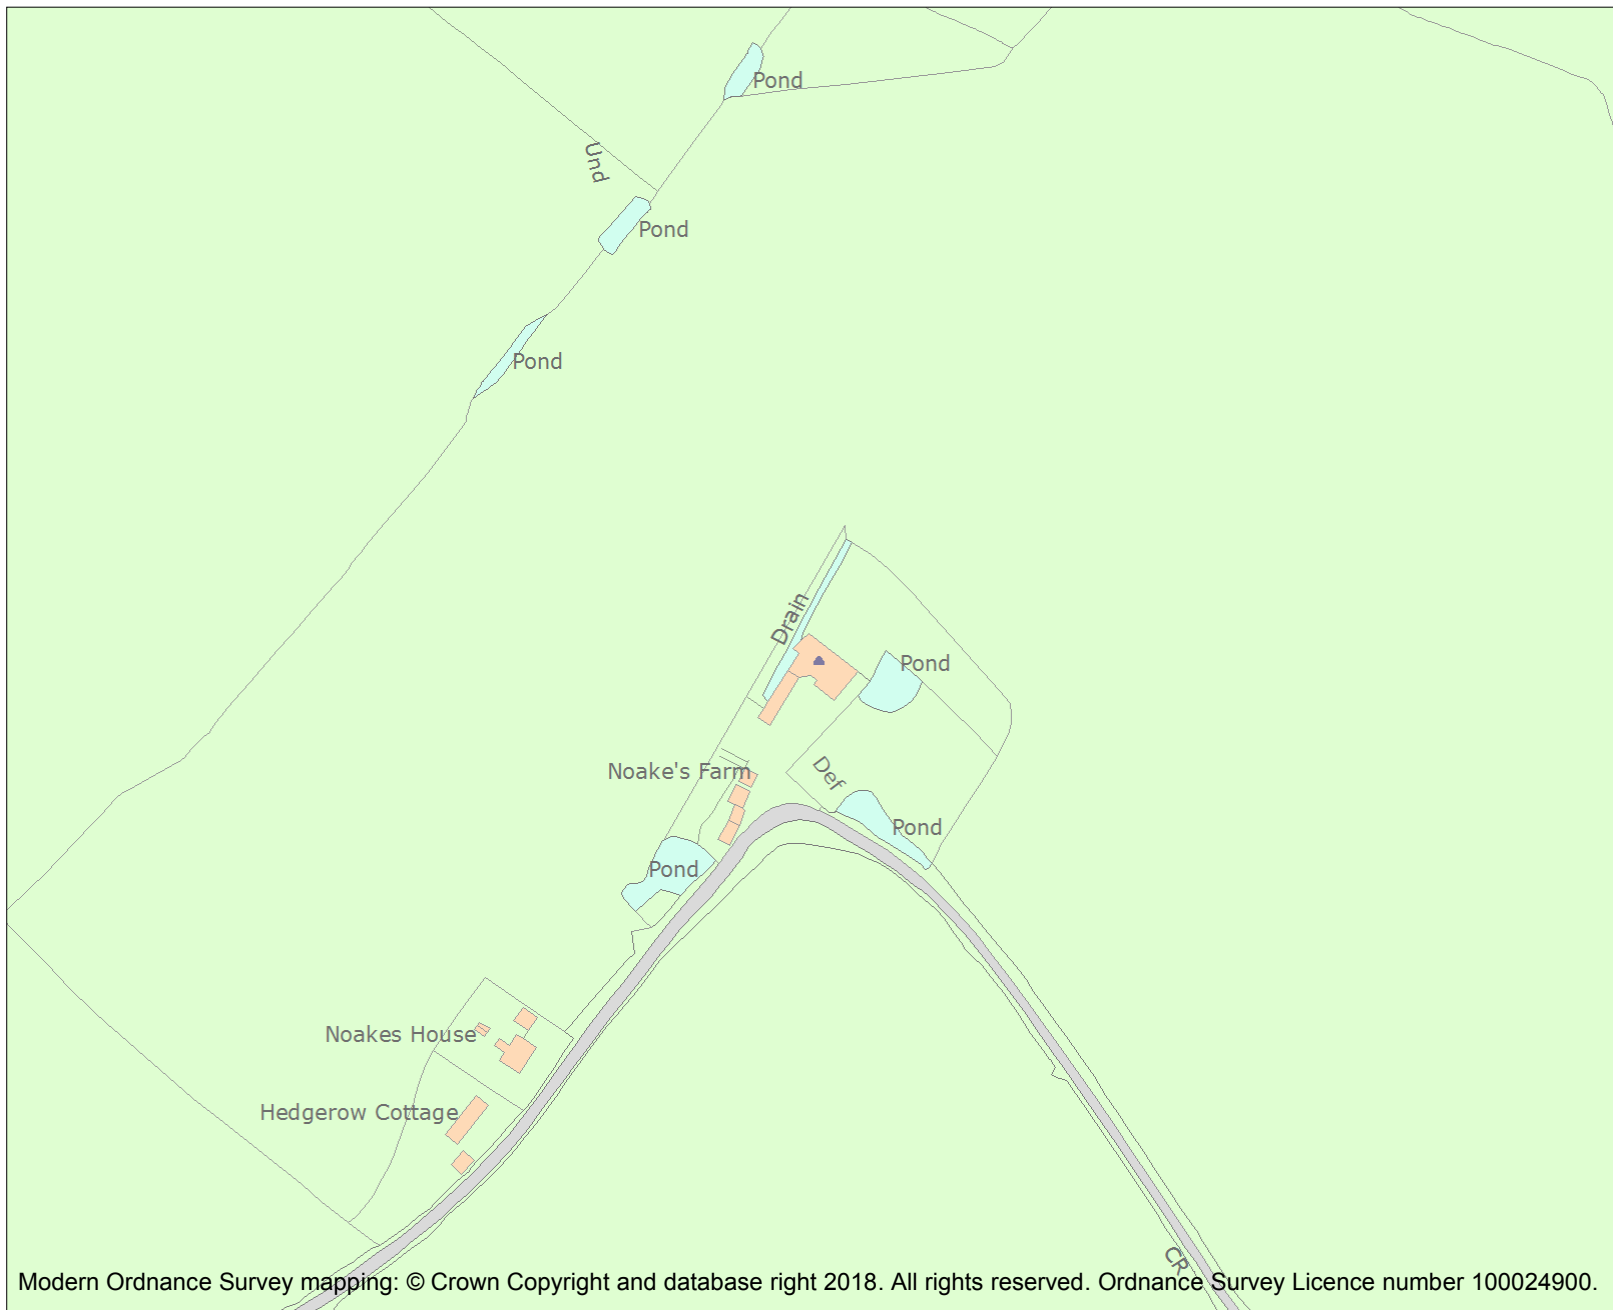 Pond
Und
Pond
Pond
Drain
Pond
Noake's Farm
Def
Pond
Pond
Noakes House
Hedgerow Cottage
CR
Modern Ordnance Survey mapping: © Crown Copyright and database right 2018. All rights reserved. Ordnance Survey Licence number 100024900.